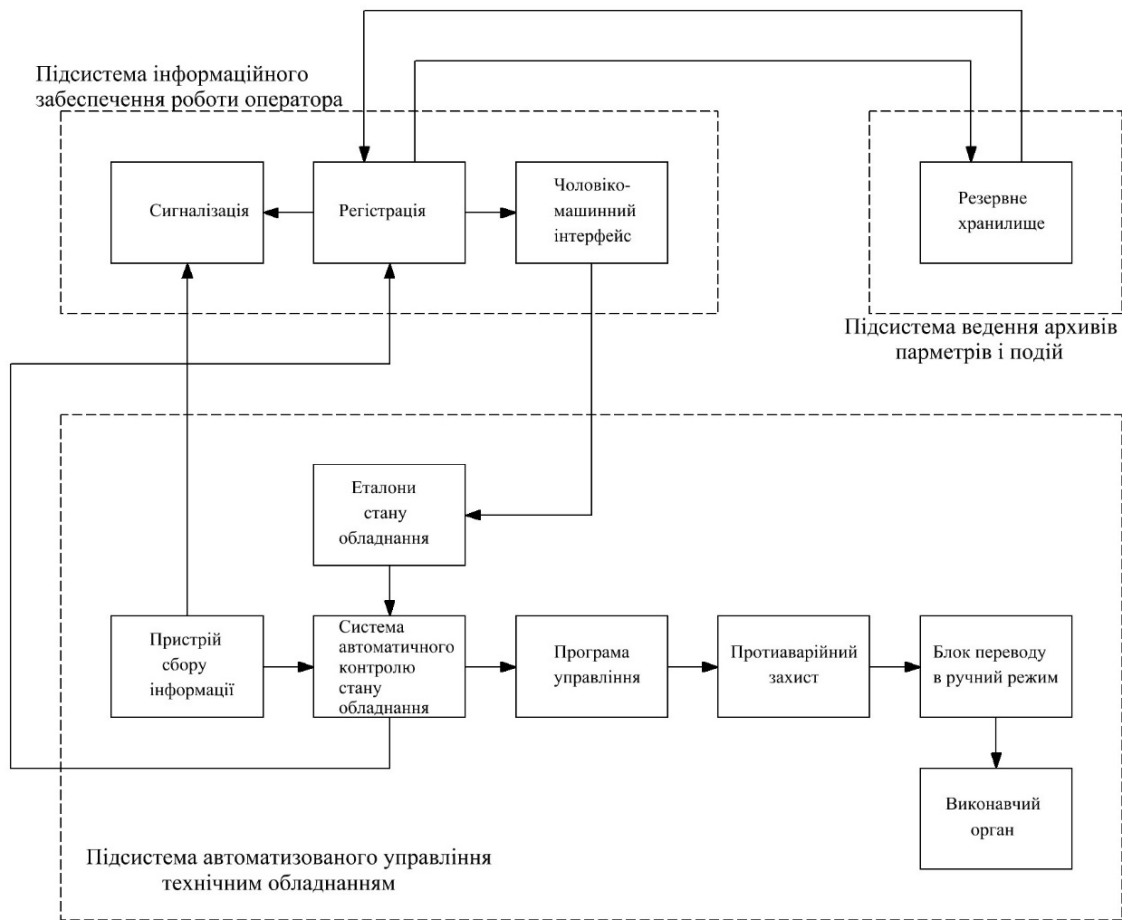 Підсистема інформаційного
забеспечення роботи оператора
Сигналізація
Регістрація
Чоловіко-
машинний
інтерфейс
Резервне
хранилище
Підсистема ведення архивів
парметрів і подій
Еталони
стану
обладнання
Пристрій
сбору
інформації
Система
автоматичного
контролю
стану
обладнання
Програма
управління
Протиаварійний
захист
Блок переводу
в ручний режим
Виконавчий
орган
Підсистема автоматизованого управління
технічним обладнанням